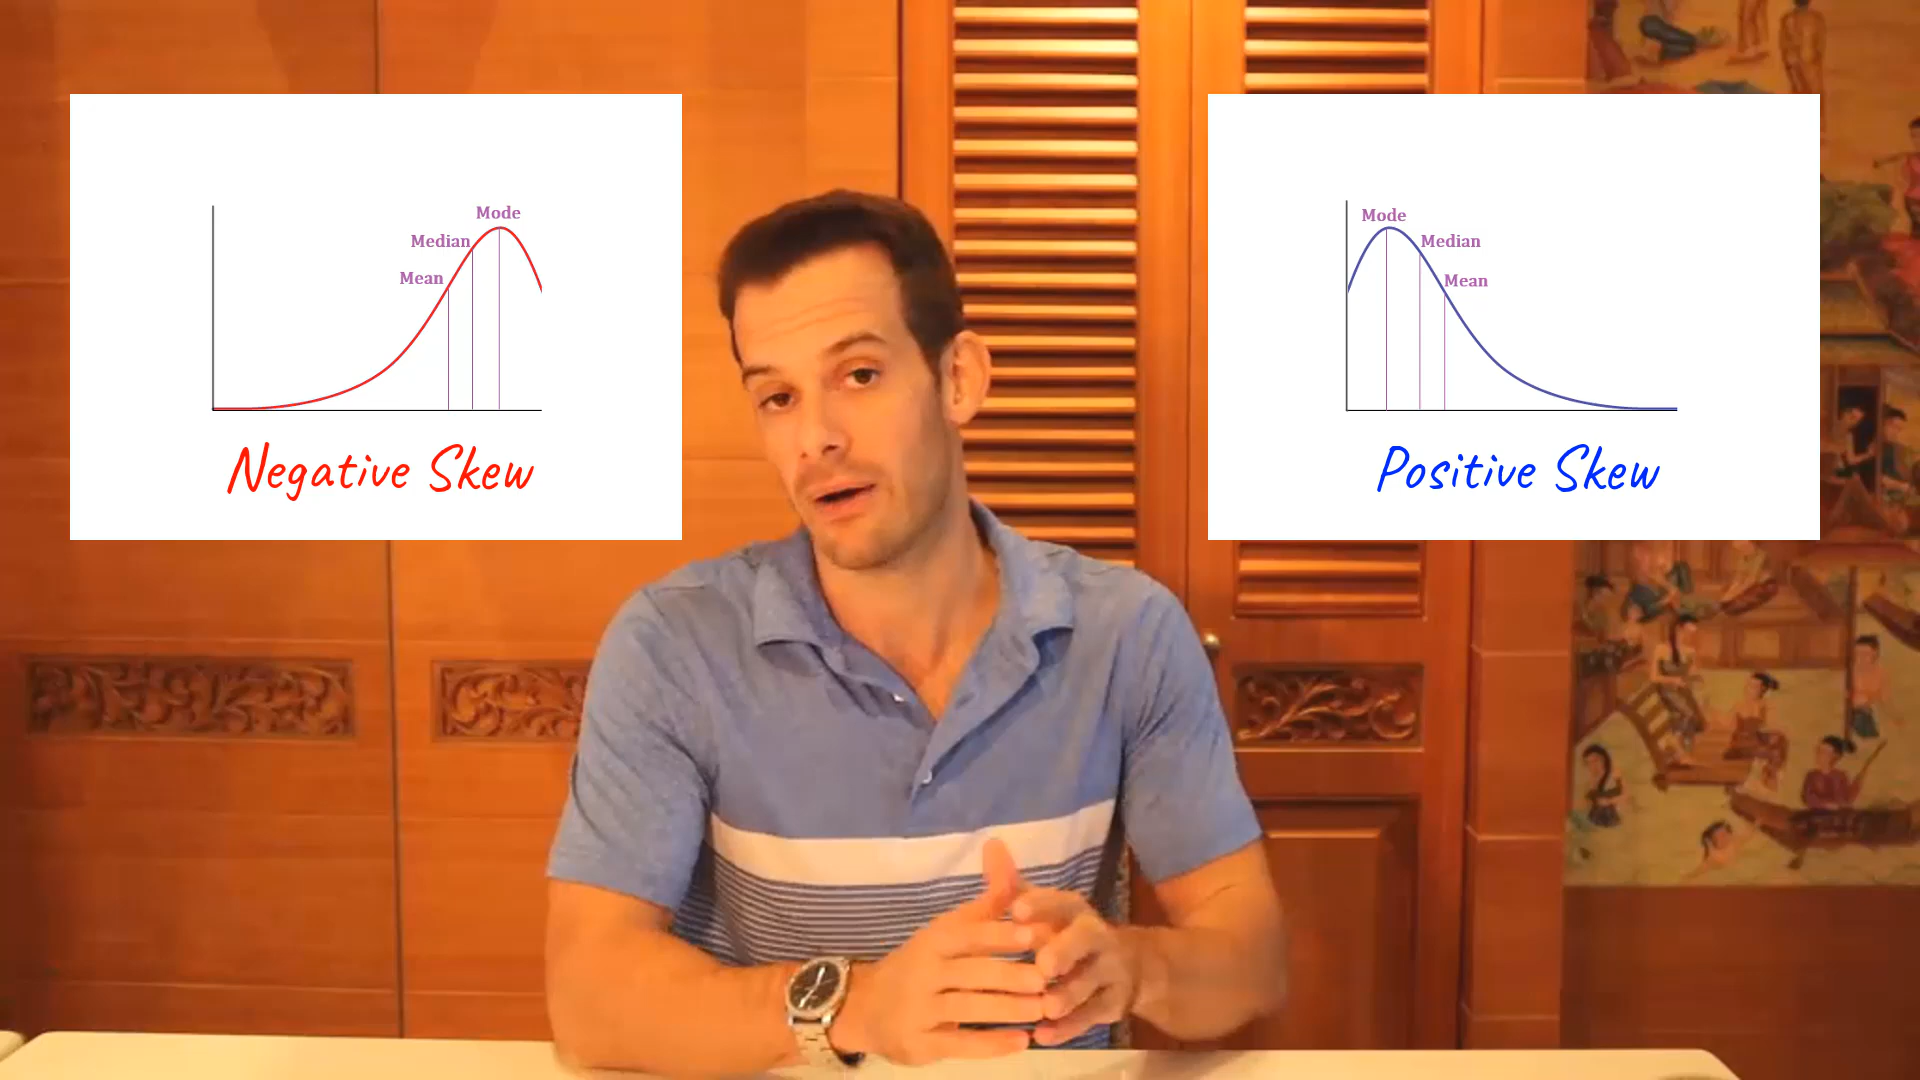 Mode
Median
Mean
Negative Skew
Mode
Median
Mean
Positive Skew